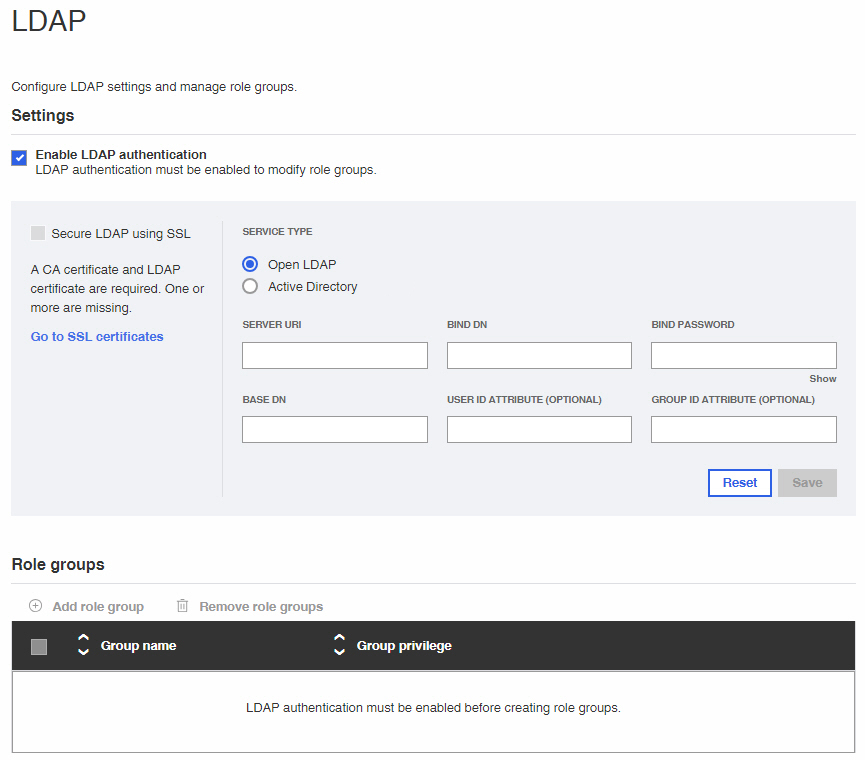 LDAP
Configure LDAP settings and manage role groups.
Settings
Enable LDAP authentication
LDAP authentication must be enabled to modify role groups.
Secure LDAP using SSL
A CA certificate and LDAP
certificate are required. One or
more are missing.
Go to SSL certificates
SERVICE TYPE
Open LDAP
Active Directory
SERVER URI
BIND DN
BIND PASSWORD
Show
BASE DN
USER ID ATTRIBUTE (OPTIONAL)
GROUP ID ATTRIBUTE (OPTIONAL)
Reset
Save
Role groups
Add role group
Remove role groups
Group name
Group privilege
LDAP authentication must be enabled before creating role groups.